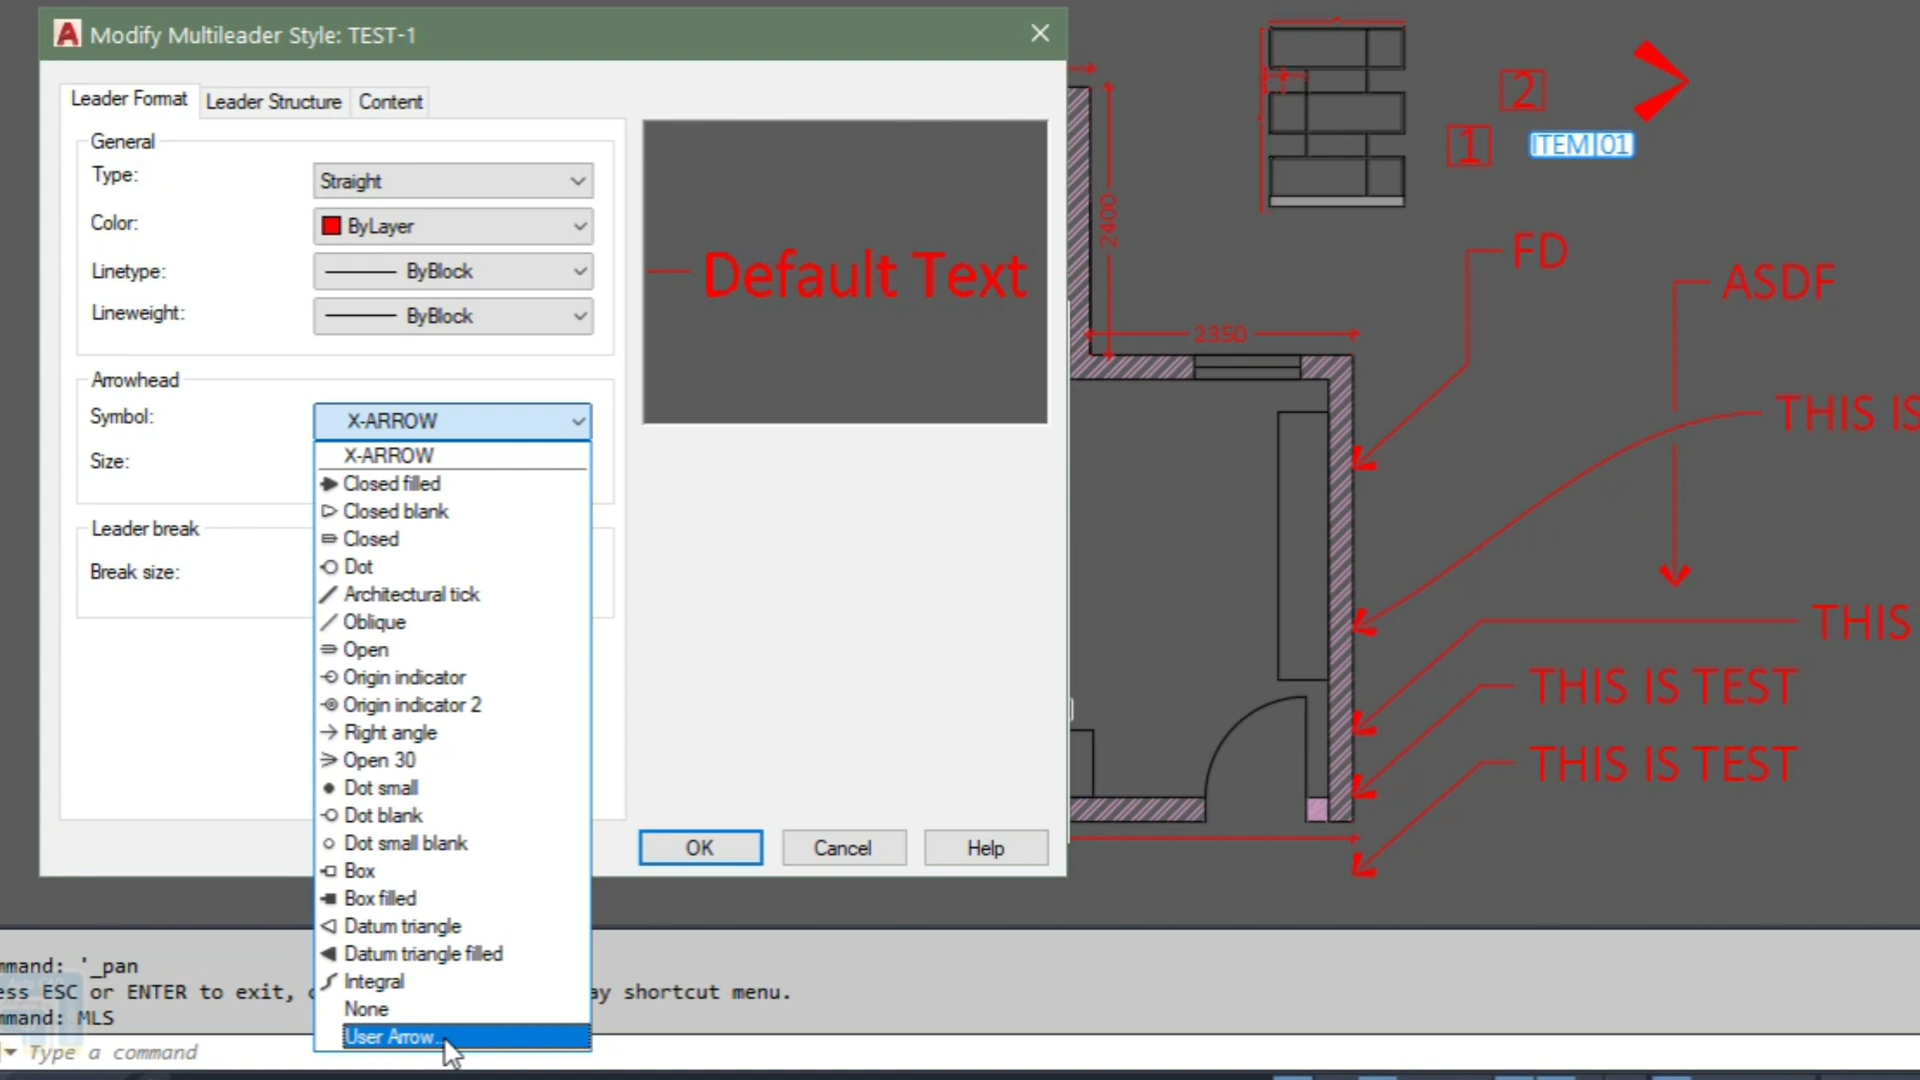 Modify Multileader Style: TEST-1
Leader Format
Leader Structure
Content
General
Type:
Straight
Color:
ByLayer
Linetype:
ByBlock
Lineweight:
ByBlock
Arrowhead
Symbol:
X-ARROW
Size:
Leader break
Break size:
X-ARROW
Closed filled
Closed blank
Closed
Dot
Architectural tick
Oblique
Open
Origin indicator
Origin indicator 2
Right angle
Open 30
Dot small
Dot blank
Dot small blank
Box
Box filled
Datum triangle
Datum triangle filled
Integral
None
User Arrow...
Default Text
OK
Cancel
Help
2
1
ITEM 01
2400
2350
FD
ASDF
THIS IS
THIS
THIS IS TEST
THIS IS TEST
mmand: '_pan
ess ESC or ENTER to exit, ay shortcut menu.
mmand: MLS
Type a command